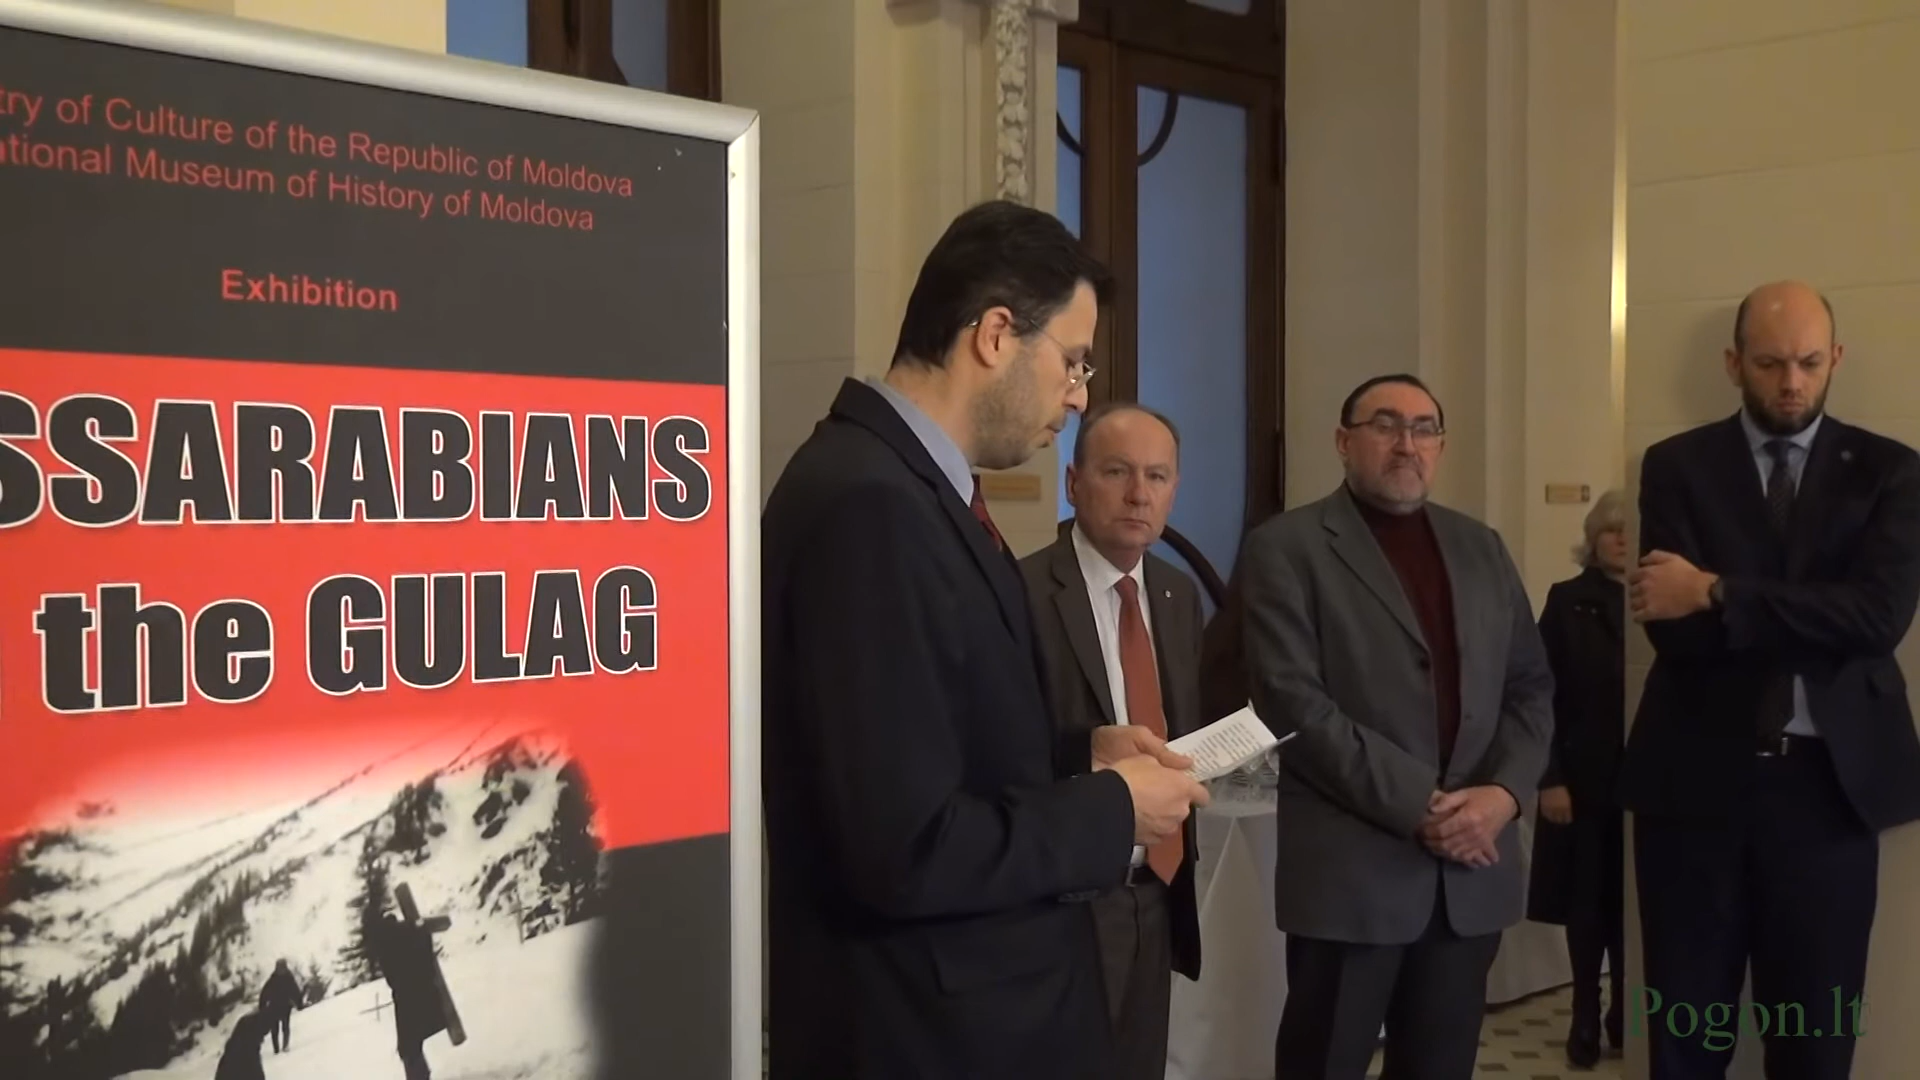 try of Culture of the Republic of Moldova
ational Museum of History of Moldova
Exhibition
SSARABIANS
the GULAG
Pogon.lt